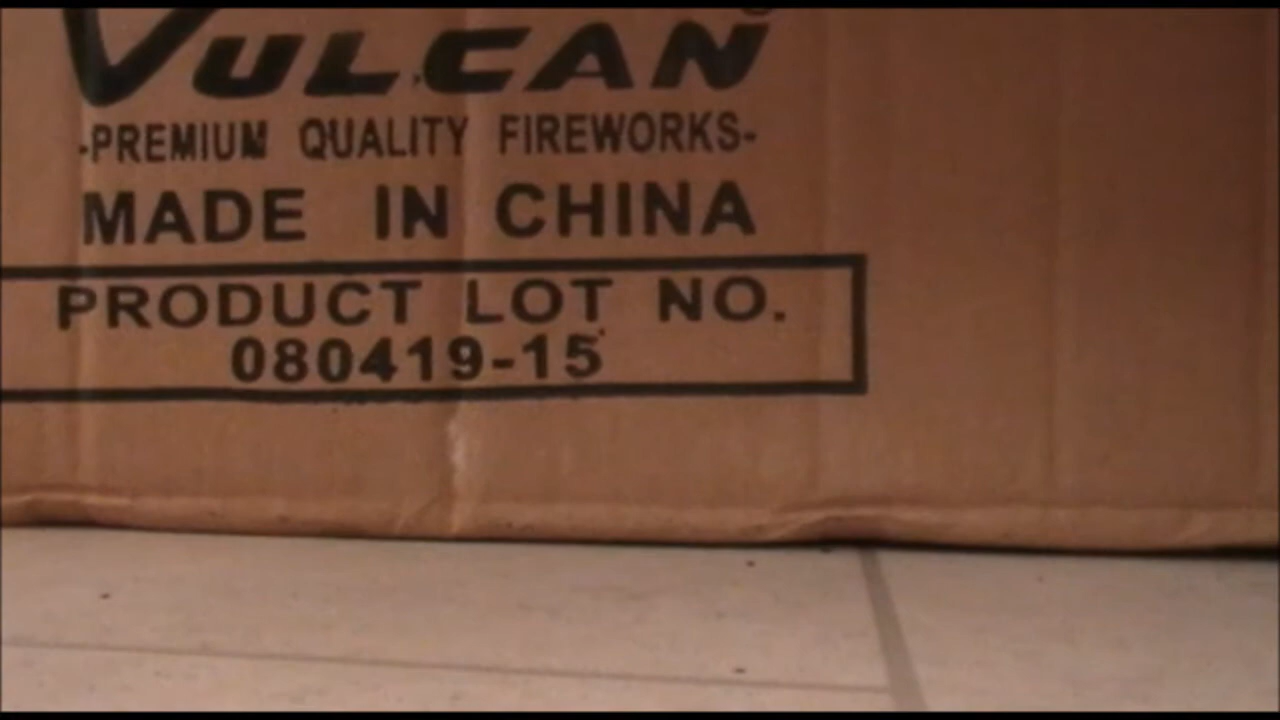 VULCAN
-PREMIUM QUALITY FIREWORKS-
MADE IN CHINA
PRODUCT LOT NO.
080419-15